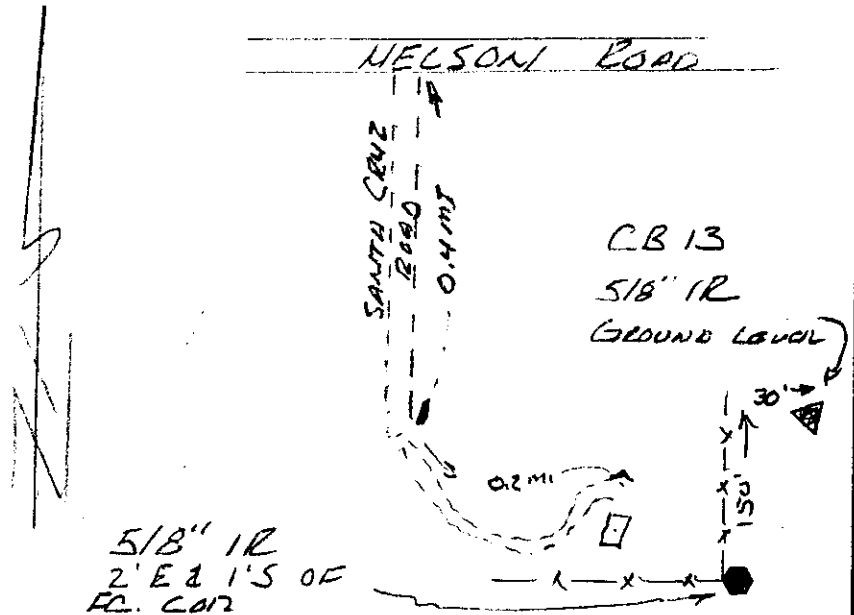 NELSON ROAD
SANTA CRUZ
ROAD
0.4 MI
CB 13
5/8" IR
GROUND LEVEL
30'
150'
0.2 MI
5/8" IR
2' E & 1' S OF
FC. COR
N